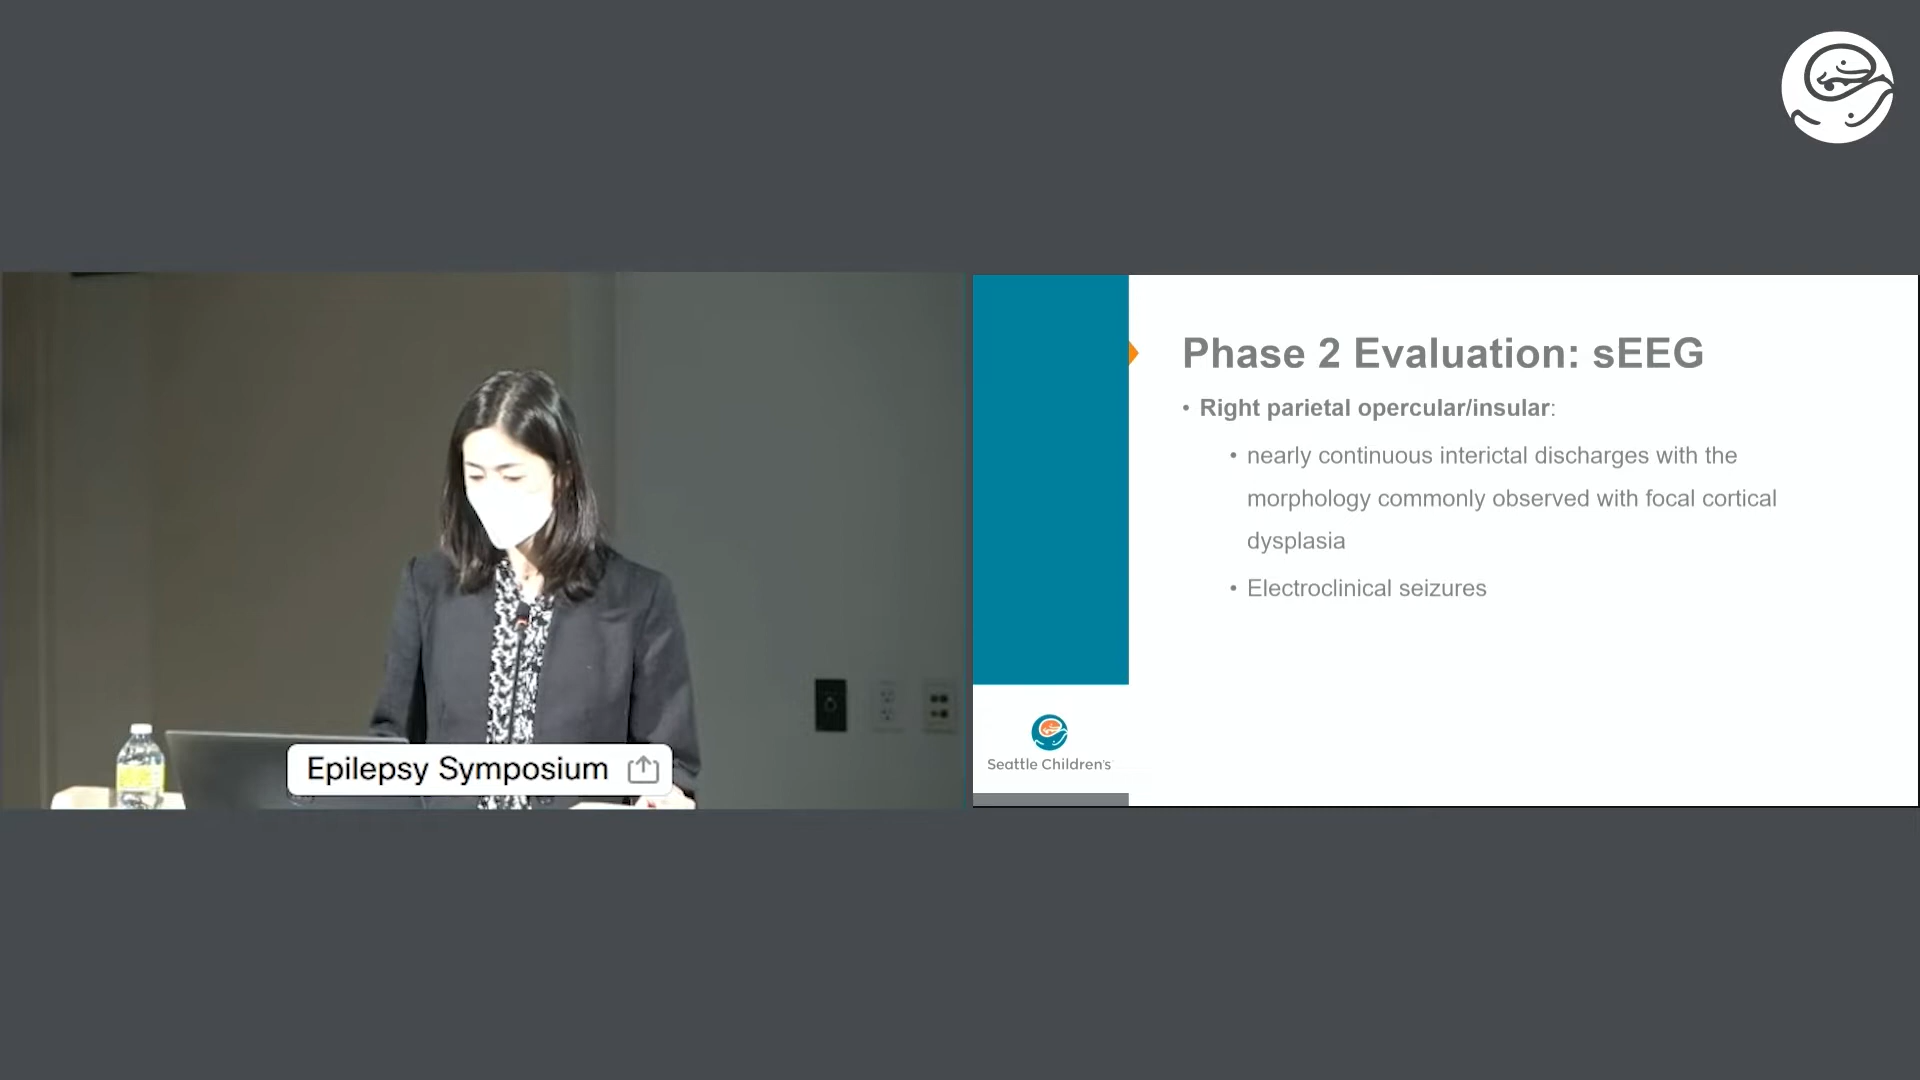 Epilepsy Symposium
Phase 2 Evaluation: sEEG
• Right parietal opercular/insular:
• nearly continuous interictal discharges with the
morphology commonly observed with focal cortical
dysplasia
• Electroclinical seizures
Seattle Children's